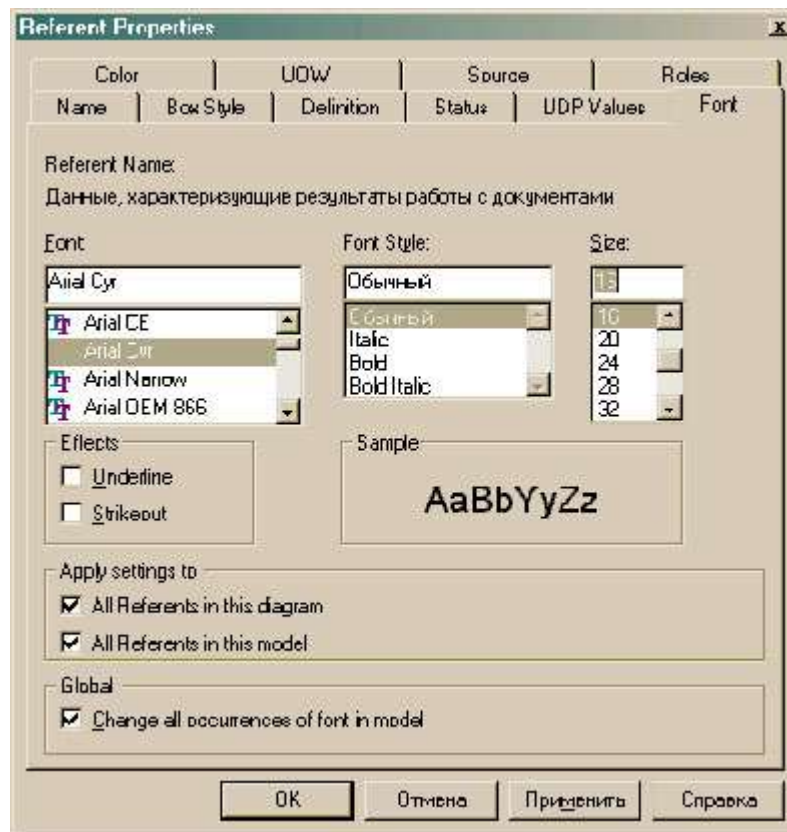 Referent Properties
x
Color UOW Source Roles
Name Box Style Definition Status UDP Values Font
Referent Name:
Данные, характеризующие результаты работы с документами
Font: Font Style: Size:
Arial Cyr Обычный 16
Arial CE Обычный 16
Arial Cyr Italic 20
Arial Narrow Bold 24
Arial OEM 866 Bold Italic 28
32
Effects Sample
Underline
Strikeout
AaBbYyZz
Apply settings to
All Referents in this diagram
All Referents in this model
Global
Change all occurrences of font in model
OK Отмена Применить Справка